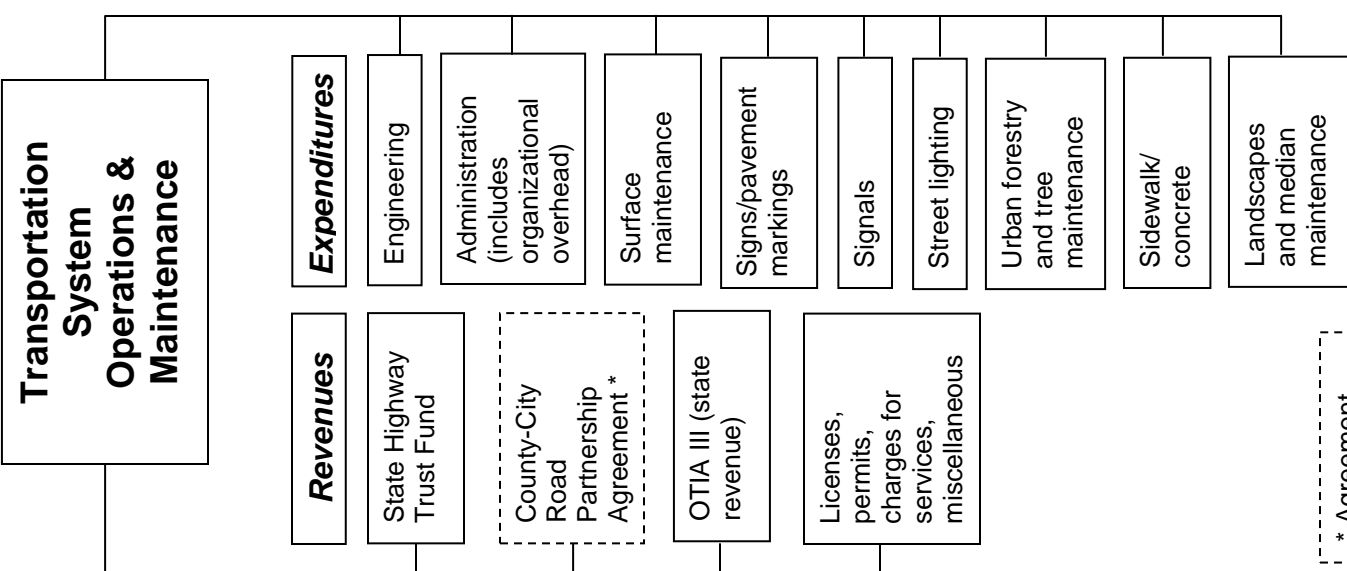 Transportation
System
Operations &
Maintenance
Revenues
State Highway
Trust Fund
County-City
Road
Partnership
Agreement *
OTIA III (state
revenue)
Licenses,
permits,
charges for
services,
miscellaneous
Expenditures
Engineering
Administration
(includes
organizational
overhead)
Surface
maintenance
Signs/pavement
markings
Signals
Street lighting
Urban forestry
and tree
maintenance
Sidewalk/
concrete
Landscapes
and median
maintenance
* Agreement